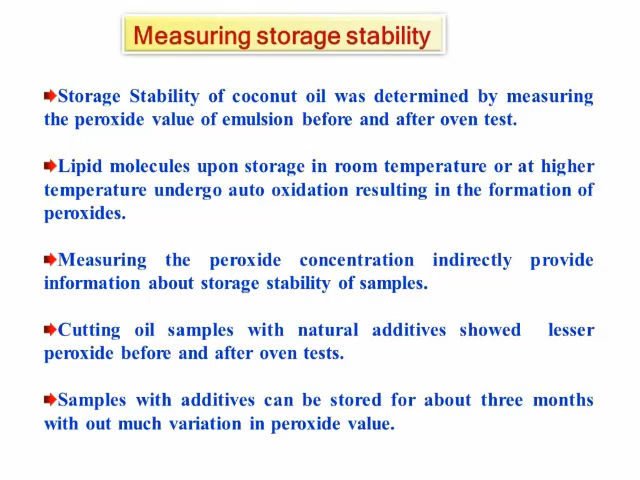 Measuring storage stability
Storage Stability of coconut oil was determined by measuring
the peroxide value of emulsion before and after oven test.
Lipid molecules upon storage in room temperature or at higher
temperature undergo auto oxidation resulting in the formation of
peroxides.
Measuring the peroxide concentration indirectly provide
information about storage stability of samples.
Cutting oil samples with natural additives showed lesser
peroxide before and after oven tests.
Samples with additives can be stored for about three months
with out much variation in peroxide value.